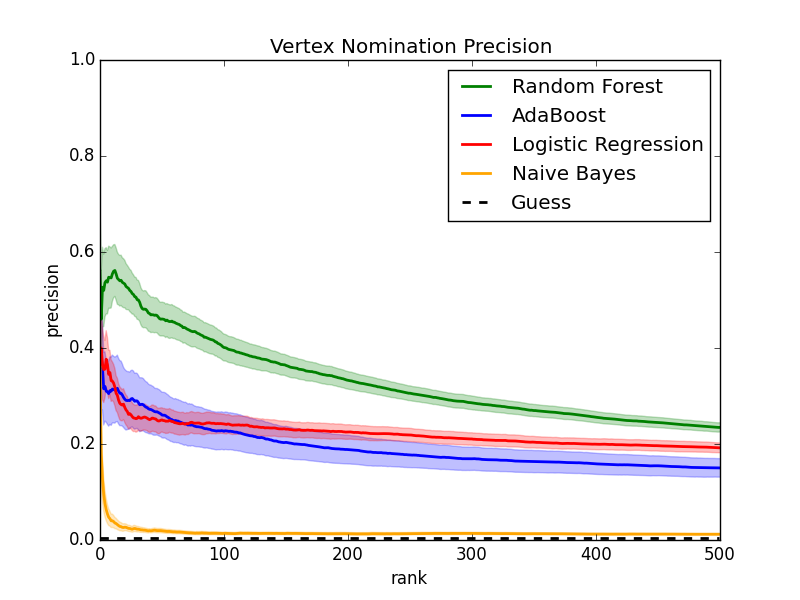 Vertex Nomination Precision
1.0
0.8
0.6
0.4
0.2
0.0
precision
Random Forest
AdaBoost
Logistic Regression
Naive Bayes
Guess
0 100 200 300 400 500
rank